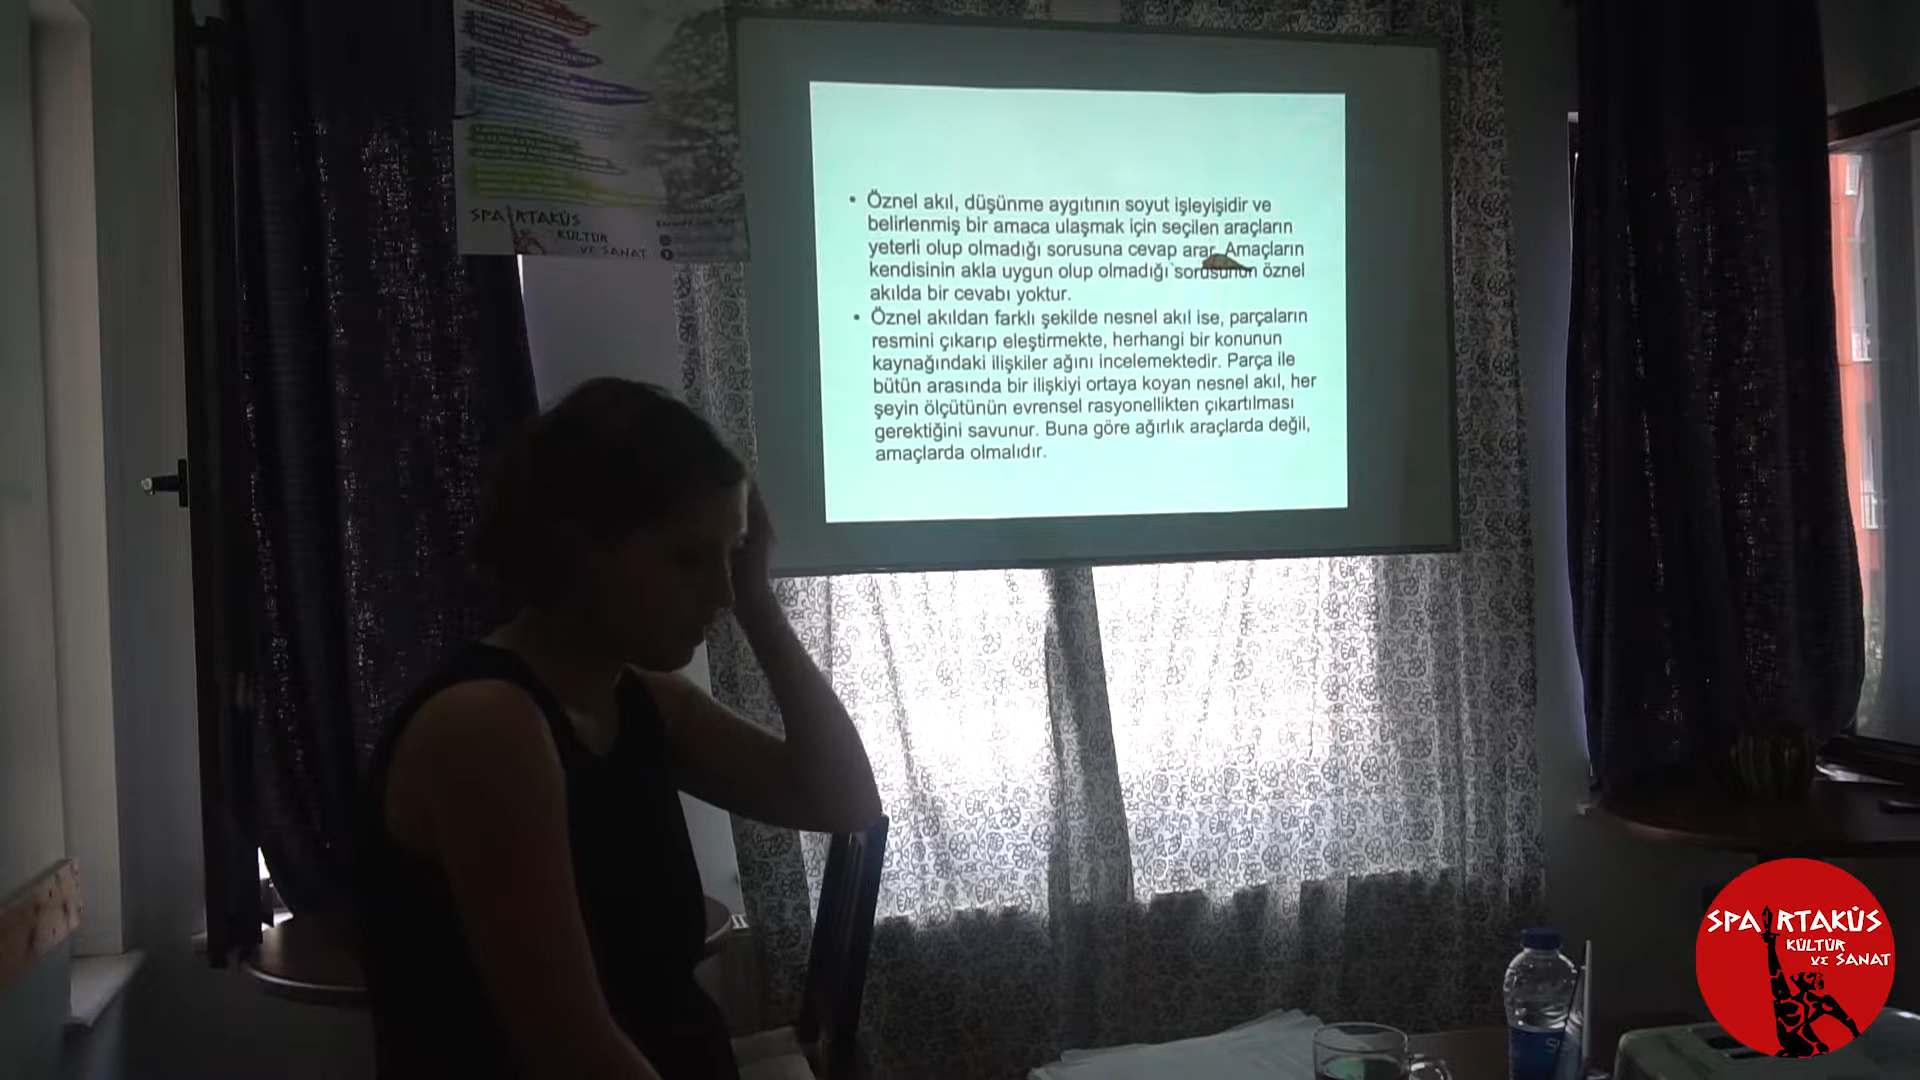 SPARTAKÜS
KÜLTÜR
VE SANAT
• Öznel akıl, düşünme aygıtının soyut işleyişidir ve
belirlenmiş bir amaca ulaşmak için seçilen araçların
yeterli olup olmadığı sorusuna cevap arar. Amaçların
kendisinin akla uygun olup olmadığı sorusunun öznel
akılda bir cevabı yoktur.
• Öznel akıldan farklı şekilde nesnel akıl ise, parçaların
resmini çıkarıp eleştirmekte, herhangi bir konunun
kaynağındaki ilişkiler ağını incelemektedir. Parça ile
bütün arasında bir ilişkiyi ortaya koyan nesnel akıl, her
şeyin ölçütünün evrensel rasyonellikten çıkartılması
gerektiğini savunur. Buna göre ağırlık araçlarda değil,
amaçlarda olmalıdır.
SPARTAKÜS
KÜLTÜR
VE SANAT